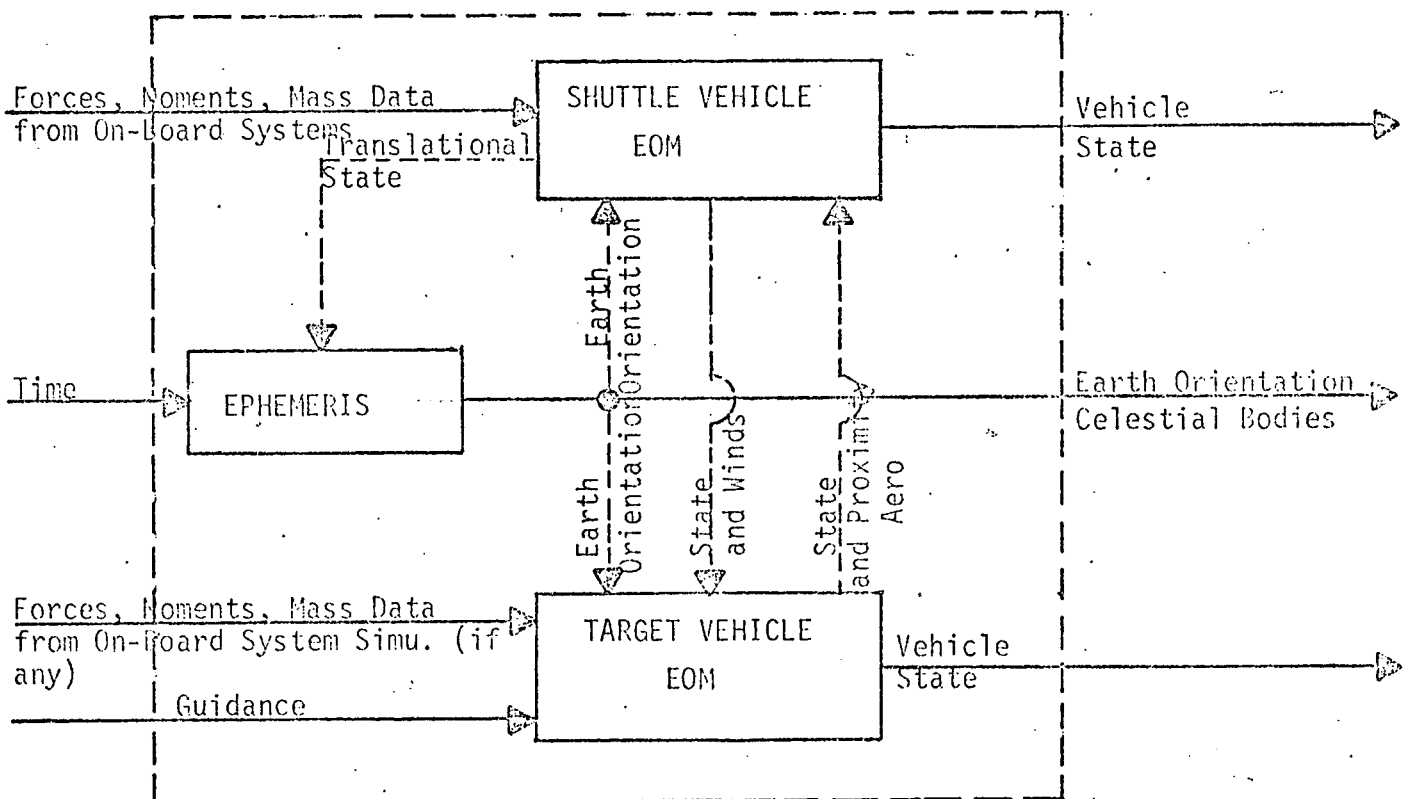 Forces, Moments, Mass Data
from On-Board Systems
SHUTTLE VEHICLE
EOM
Vehicle
State
Translational
State
Earth
Orientation
Time
EPHEMERIS
Earth Orientation
Celestial Bodies
Earth
Orientation
State
and Winds
State
and Proxim
Aero
Forces, Moments, Mass Data
from On-Board System Simu. (if
any)
TARGET VEHICLE
EOM
Vehicle
State
Guidance